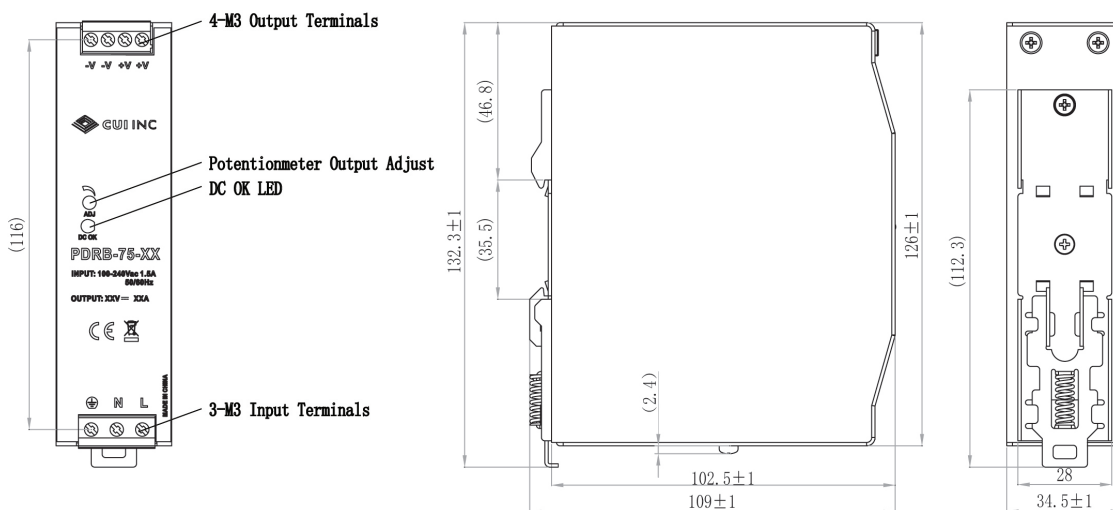 4-M3 Output Terminals
-V -V +V +V
CUI INC
Potentionmeter Output Adjust
DC OK LED
ADJ
DC OK
(116)
PDRB-75-XX
INPUT: 100-240Vac 1.5A
50/60Hz
OUTPUT: XXV⎓ XXA
CE
MADE IN CHINA
N L
3-M3 Input Terminals
(46.8)
(35.5)
132.3±1
126±1
(2.4)
102.5±1
109±1
(112.3)
28
34.5±1